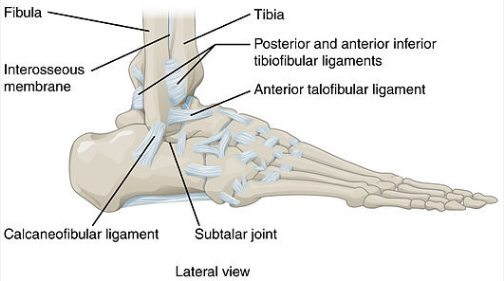 Fibula
Tibia
Posterior and anterior inferior
tibiofibular ligaments
Interosseous
membrane
Anterior talofibular ligament
Calcaneofibular ligament
Subtalar joint
Lateral view